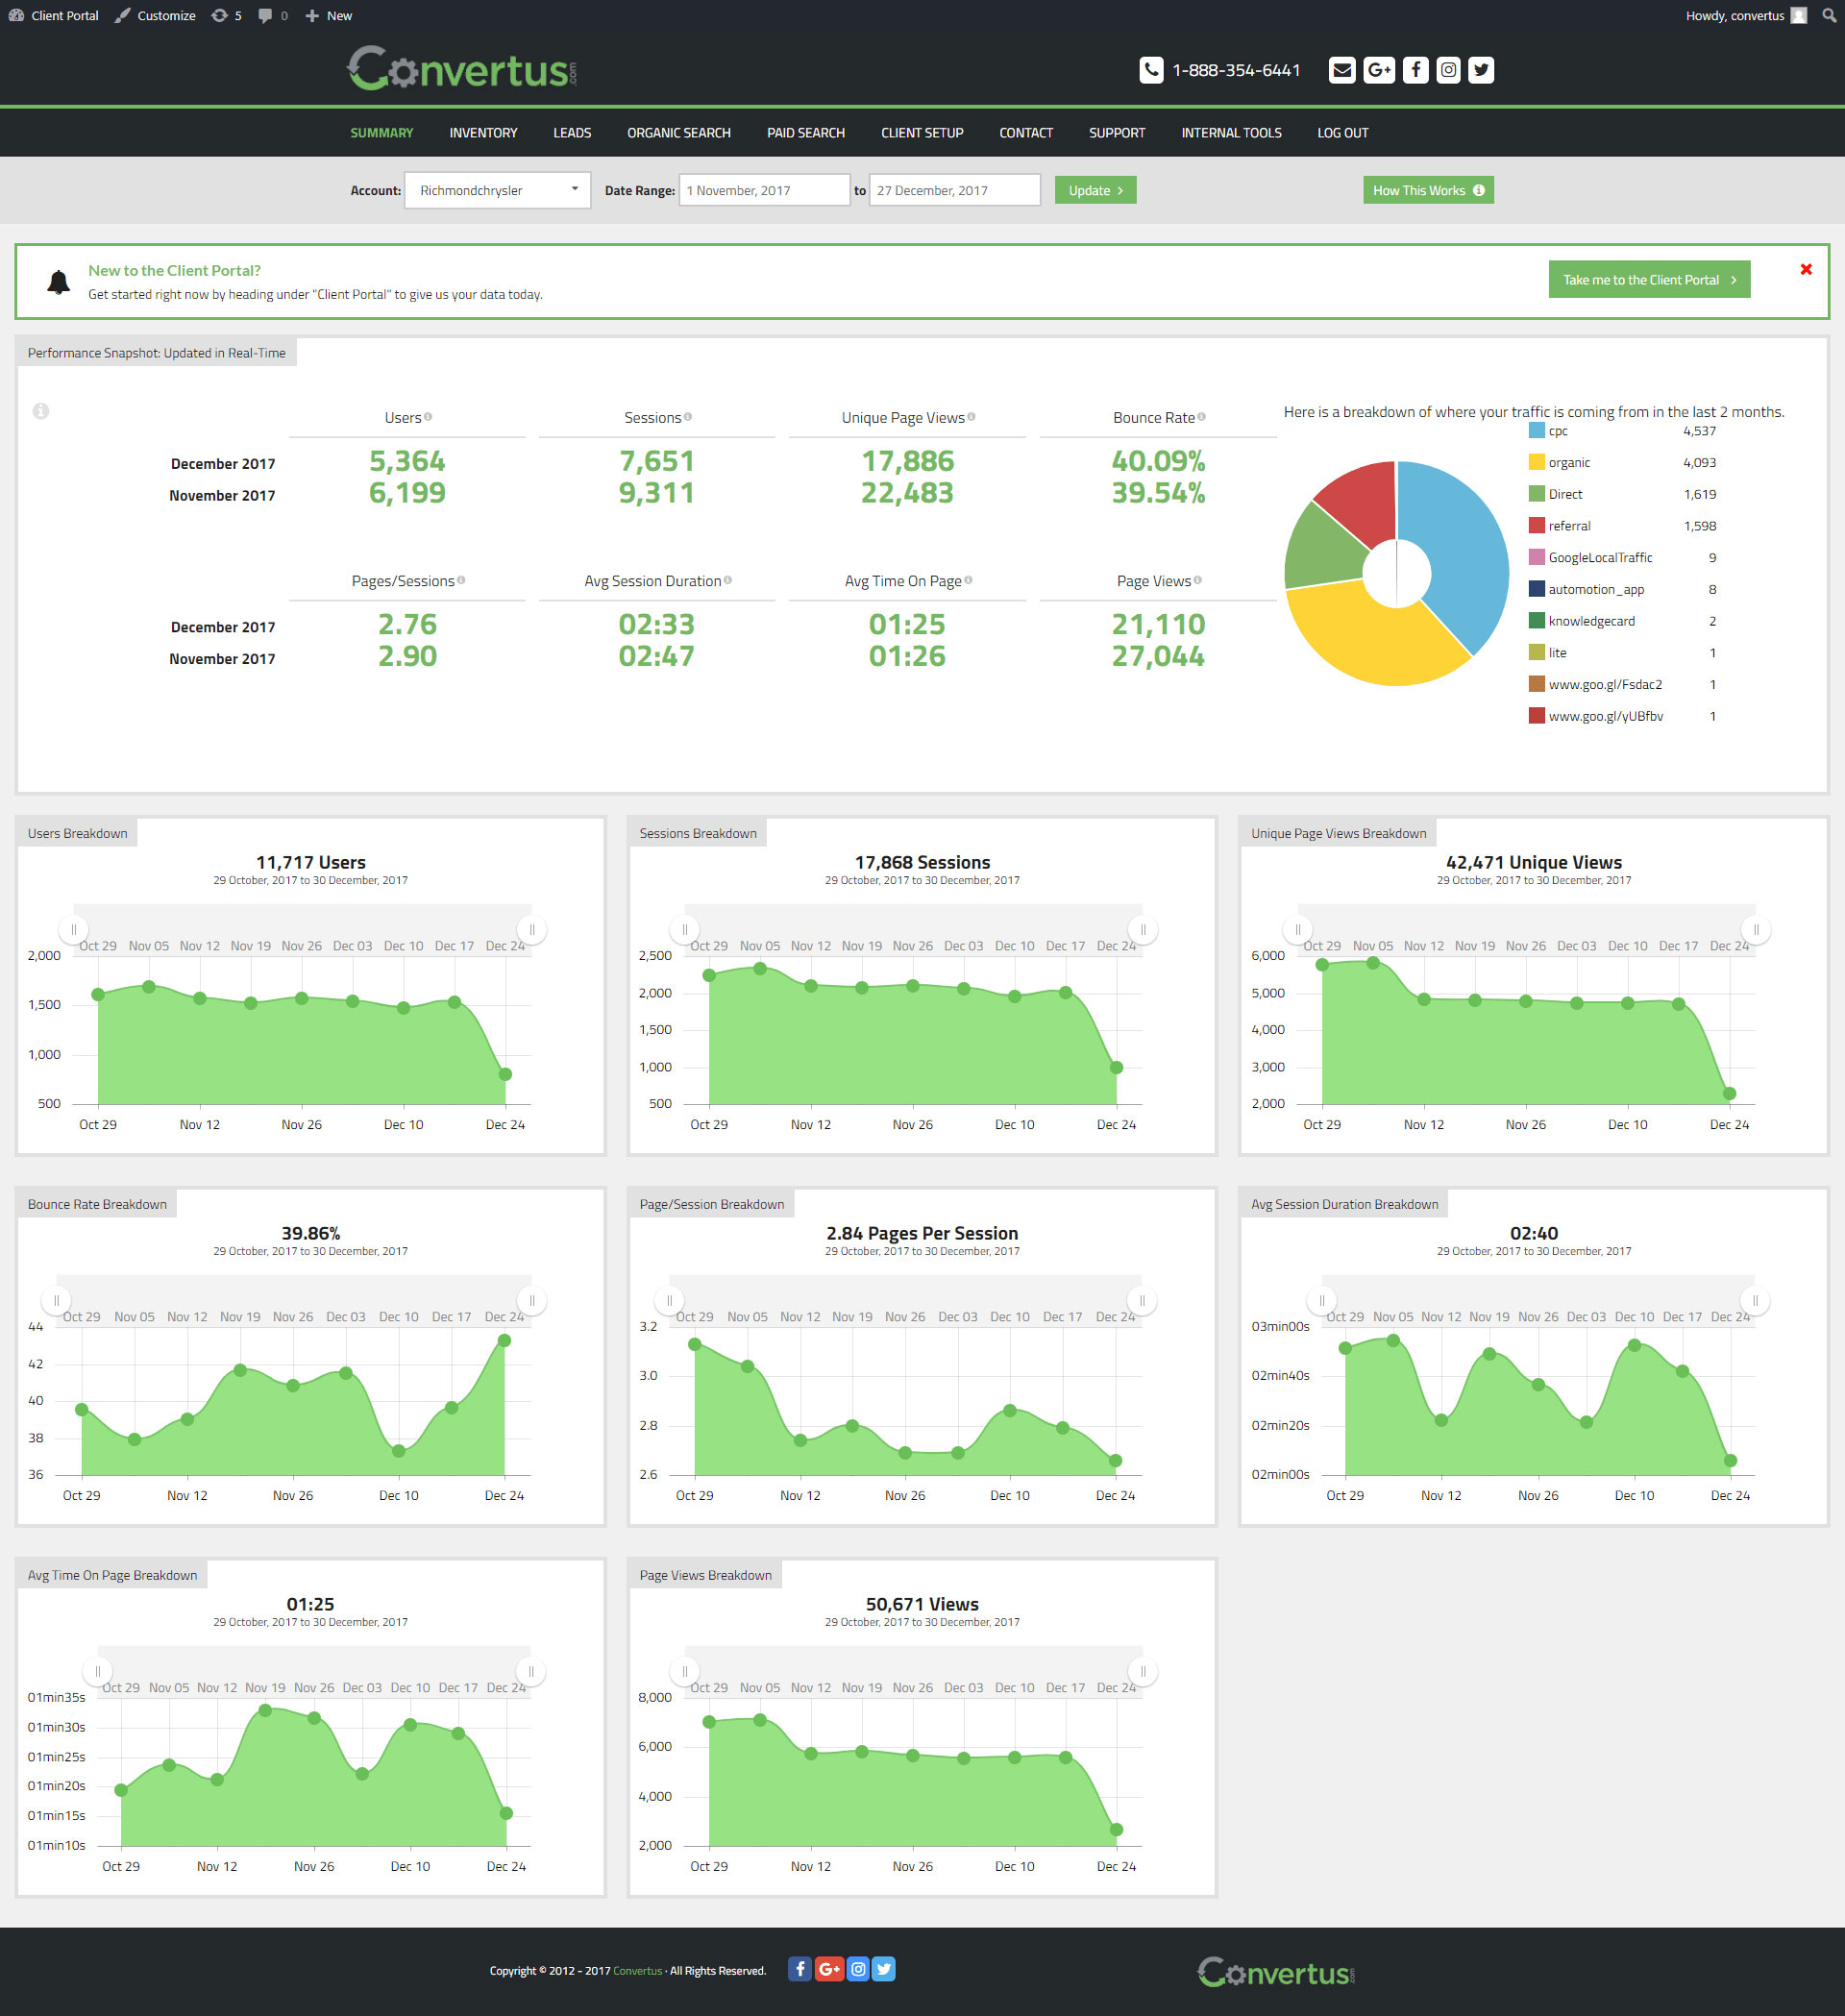 Client Portal Customize 5 0 New Howdy, convertus
Convertus.com 1-888-354-6441
SUMMARY INVENTORY LEADS ORGANIC SEARCH PAID SEARCH CLIENT SETUP CONTACT SUPPORT INTERNAL TOOLS LOG OUT
Account: Richmondchrysler Date Range: 1 November, 2017 to 27 December, 2017 Update How This Works
New to the Client Portal?
Get started right now by heading under "Client Portal" to give us your data today.
Take me to the Client Portal
Performance Snapshot: Updated in Real-Time
Users Sessions Unique Page Views Bounce Rate
December 2017 5,364 7,651 17,886 40.09%
November 2017 6,199 9,311 22,483 39.54%
Pages/Sessions Avg Session Duration Avg Time On Page Page Views
December 2017 2.76 02:33 01:25 21,110
November 2017 2.90 02:47 01:26 27,044
Here is a breakdown of where your traffic is coming from in the last 2 months.
cpc 4,537
organic 4,093
Direct 1,619
referral 1,598
GoogleLocalTraffic 9
automotion_app 8
knowledgecard 2
lite 1
www.goo.gl/Fsdac2 1
www.goo.gl/yUBfbv 1
Users Breakdown
11,717 Users
29 October, 2017 to 30 December, 2017
Oct 29 Nov 05 Nov 12 Nov 19 Nov 26 Dec 03 Dec 10 Dec 17 Dec 24
2,000
1,500
1,000
500
Oct 29 Nov 12 Nov 26 Dec 10 Dec 24
Sessions Breakdown
17,868 Sessions
29 October, 2017 to 30 December, 2017
Oct 29 Nov 05 Nov 12 Nov 19 Nov 26 Dec 03 Dec 10 Dec 17 Dec 24
2,500
2,000
1,500
1,000
500
Oct 29 Nov 12 Nov 26 Dec 10 Dec 24
Unique Page Views Breakdown
42,471 Unique Views
29 October, 2017 to 30 December, 2017
Oct 29 Nov 05 Nov 12 Nov 19 Nov 26 Dec 03 Dec 10 Dec 17 Dec 24
6,000
5,000
4,000
3,000
2,000
Oct 29 Nov 12 Nov 26 Dec 10 Dec 24
Bounce Rate Breakdown
39.86%
29 October, 2017 to 30 December, 2017
Oct 29 Nov 05 Nov 12 Nov 19 Nov 26 Dec 03 Dec 10 Dec 17 Dec 24
44
42
40
38
36
Oct 29 Nov 12 Nov 26 Dec 10 Dec 24
Page/Session Breakdown
2.84 Pages Per Session
29 October, 2017 to 30 December, 2017
Oct 29 Nov 05 Nov 12 Nov 19 Nov 26 Dec 03 Dec 10 Dec 17 Dec 24
3.2
3.0
2.8
2.6
Oct 29 Nov 12 Nov 26 Dec 10 Dec 24
Avg Session Duration Breakdown
02:40
29 October, 2017 to 30 December, 2017
Oct 29 Nov 05 Nov 12 Nov 19 Nov 26 Dec 03 Dec 10 Dec 17 Dec 24
03min00s
02min40s
02min20s
02min00s
Oct 29 Nov 12 Nov 26 Dec 10 Dec 24
Avg Time On Page Breakdown
01:25
29 October, 2017 to 30 December, 2017
Oct 29 Nov 05 Nov 12 Nov 19 Nov 26 Dec 03 Dec 10 Dec 17 Dec 24
01min35s
01min30s
01min25s
01min20s
01min15s
01min10s
Oct 29 Nov 12 Nov 26 Dec 10 Dec 24
Page Views Breakdown
50,671 Views
29 October, 2017 to 30 December, 2017
Oct 29 Nov 05 Nov 12 Nov 19 Nov 26 Dec 03 Dec 10 Dec 17 Dec 24
8,000
6,000
4,000
2,000
Oct 29 Nov 12 Nov 26 Dec 10 Dec 24
Copyright © 2012 - 2017 Convertus · All Rights Reserved. Convertus.com